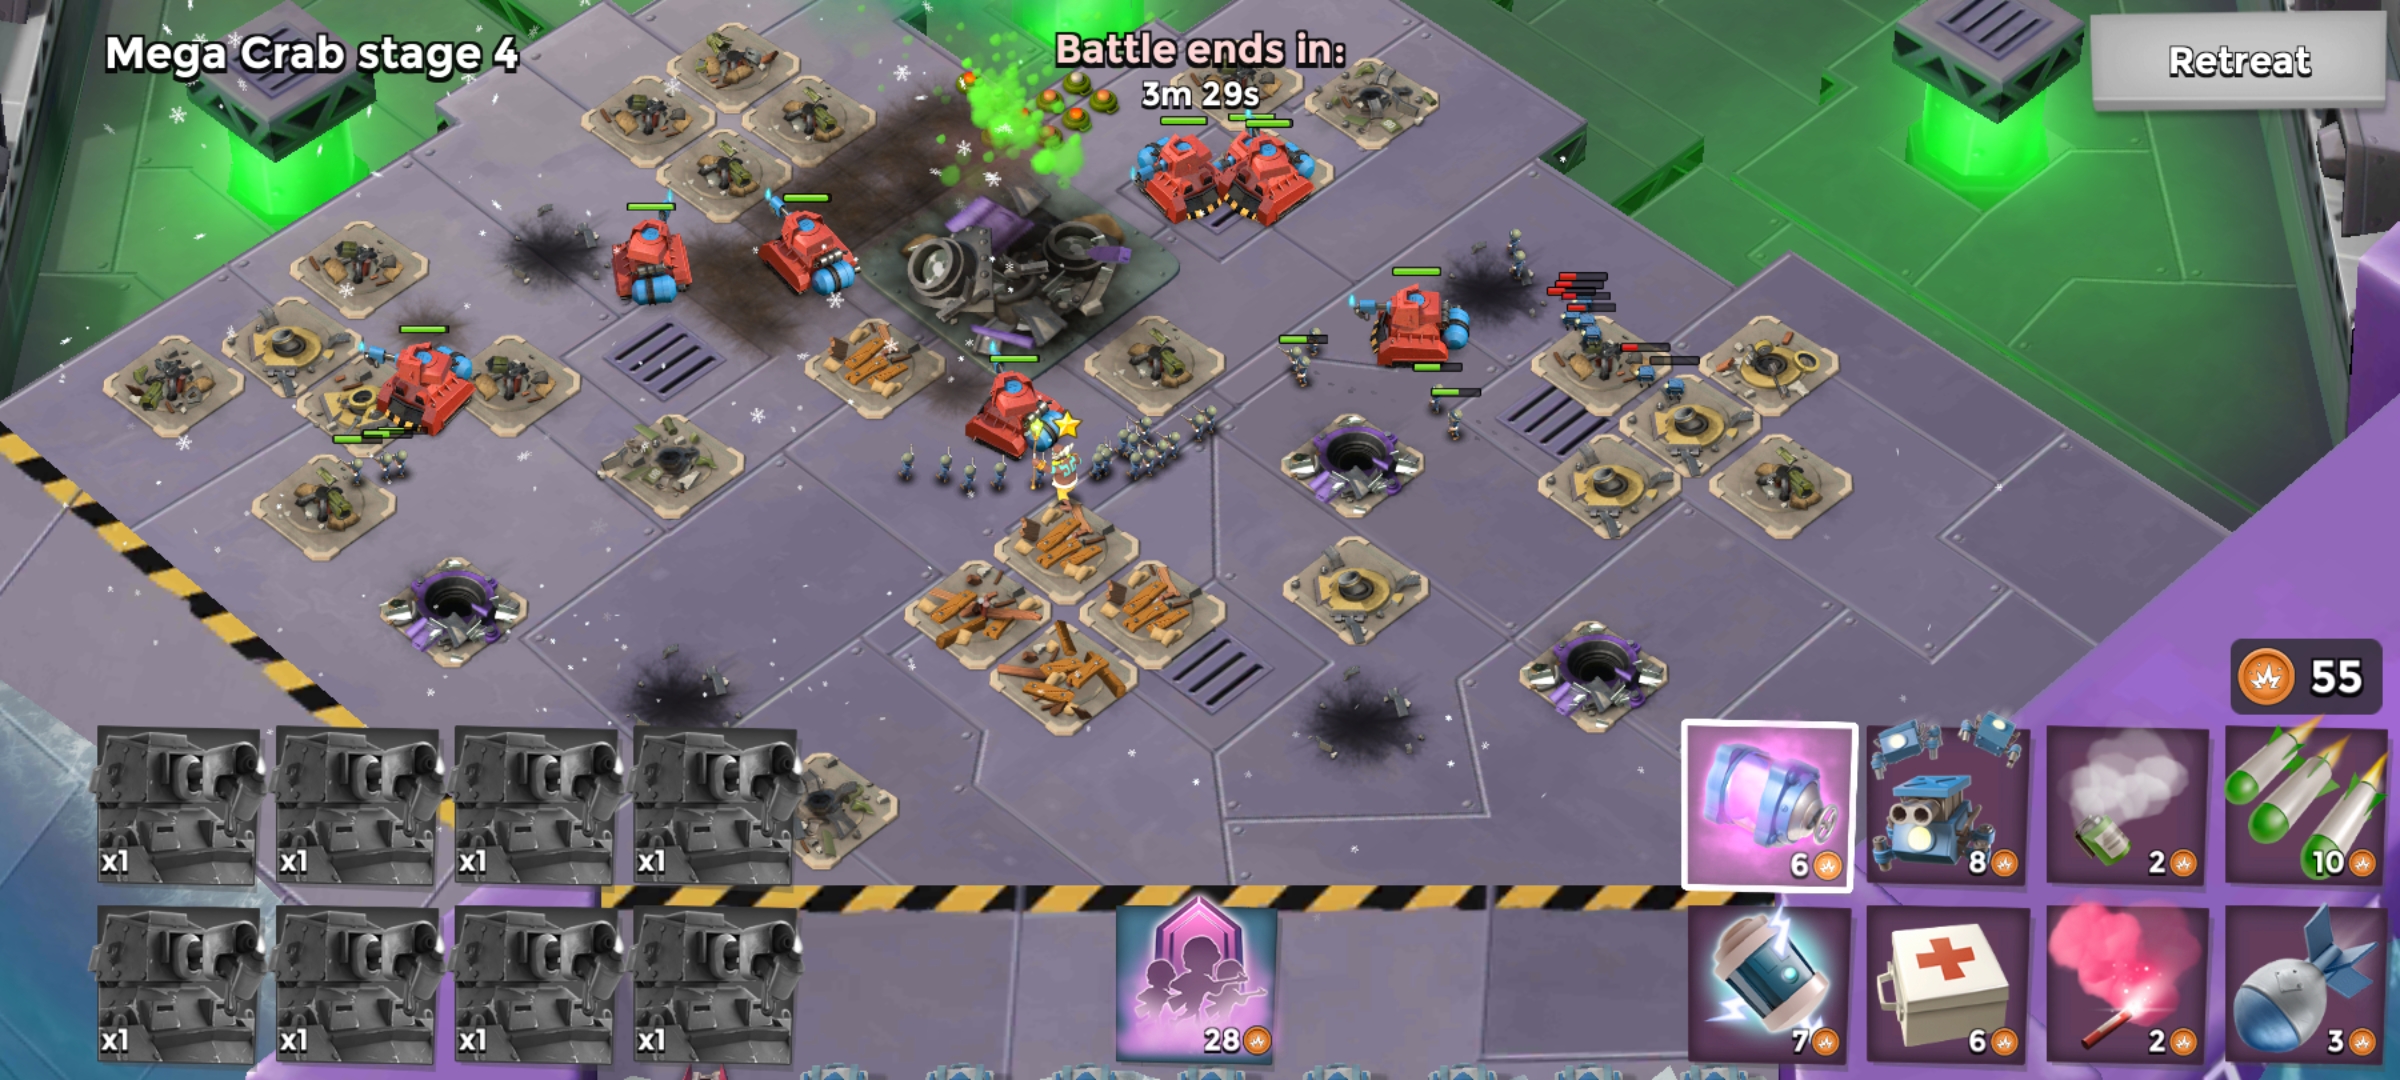 Mega Crab stage 4
Battle ends in:
3m 29s
Retreat
55
x1 x1 x1 x1
6 8 2 10
x1 x1 x1 x1
28
7 6 2 3